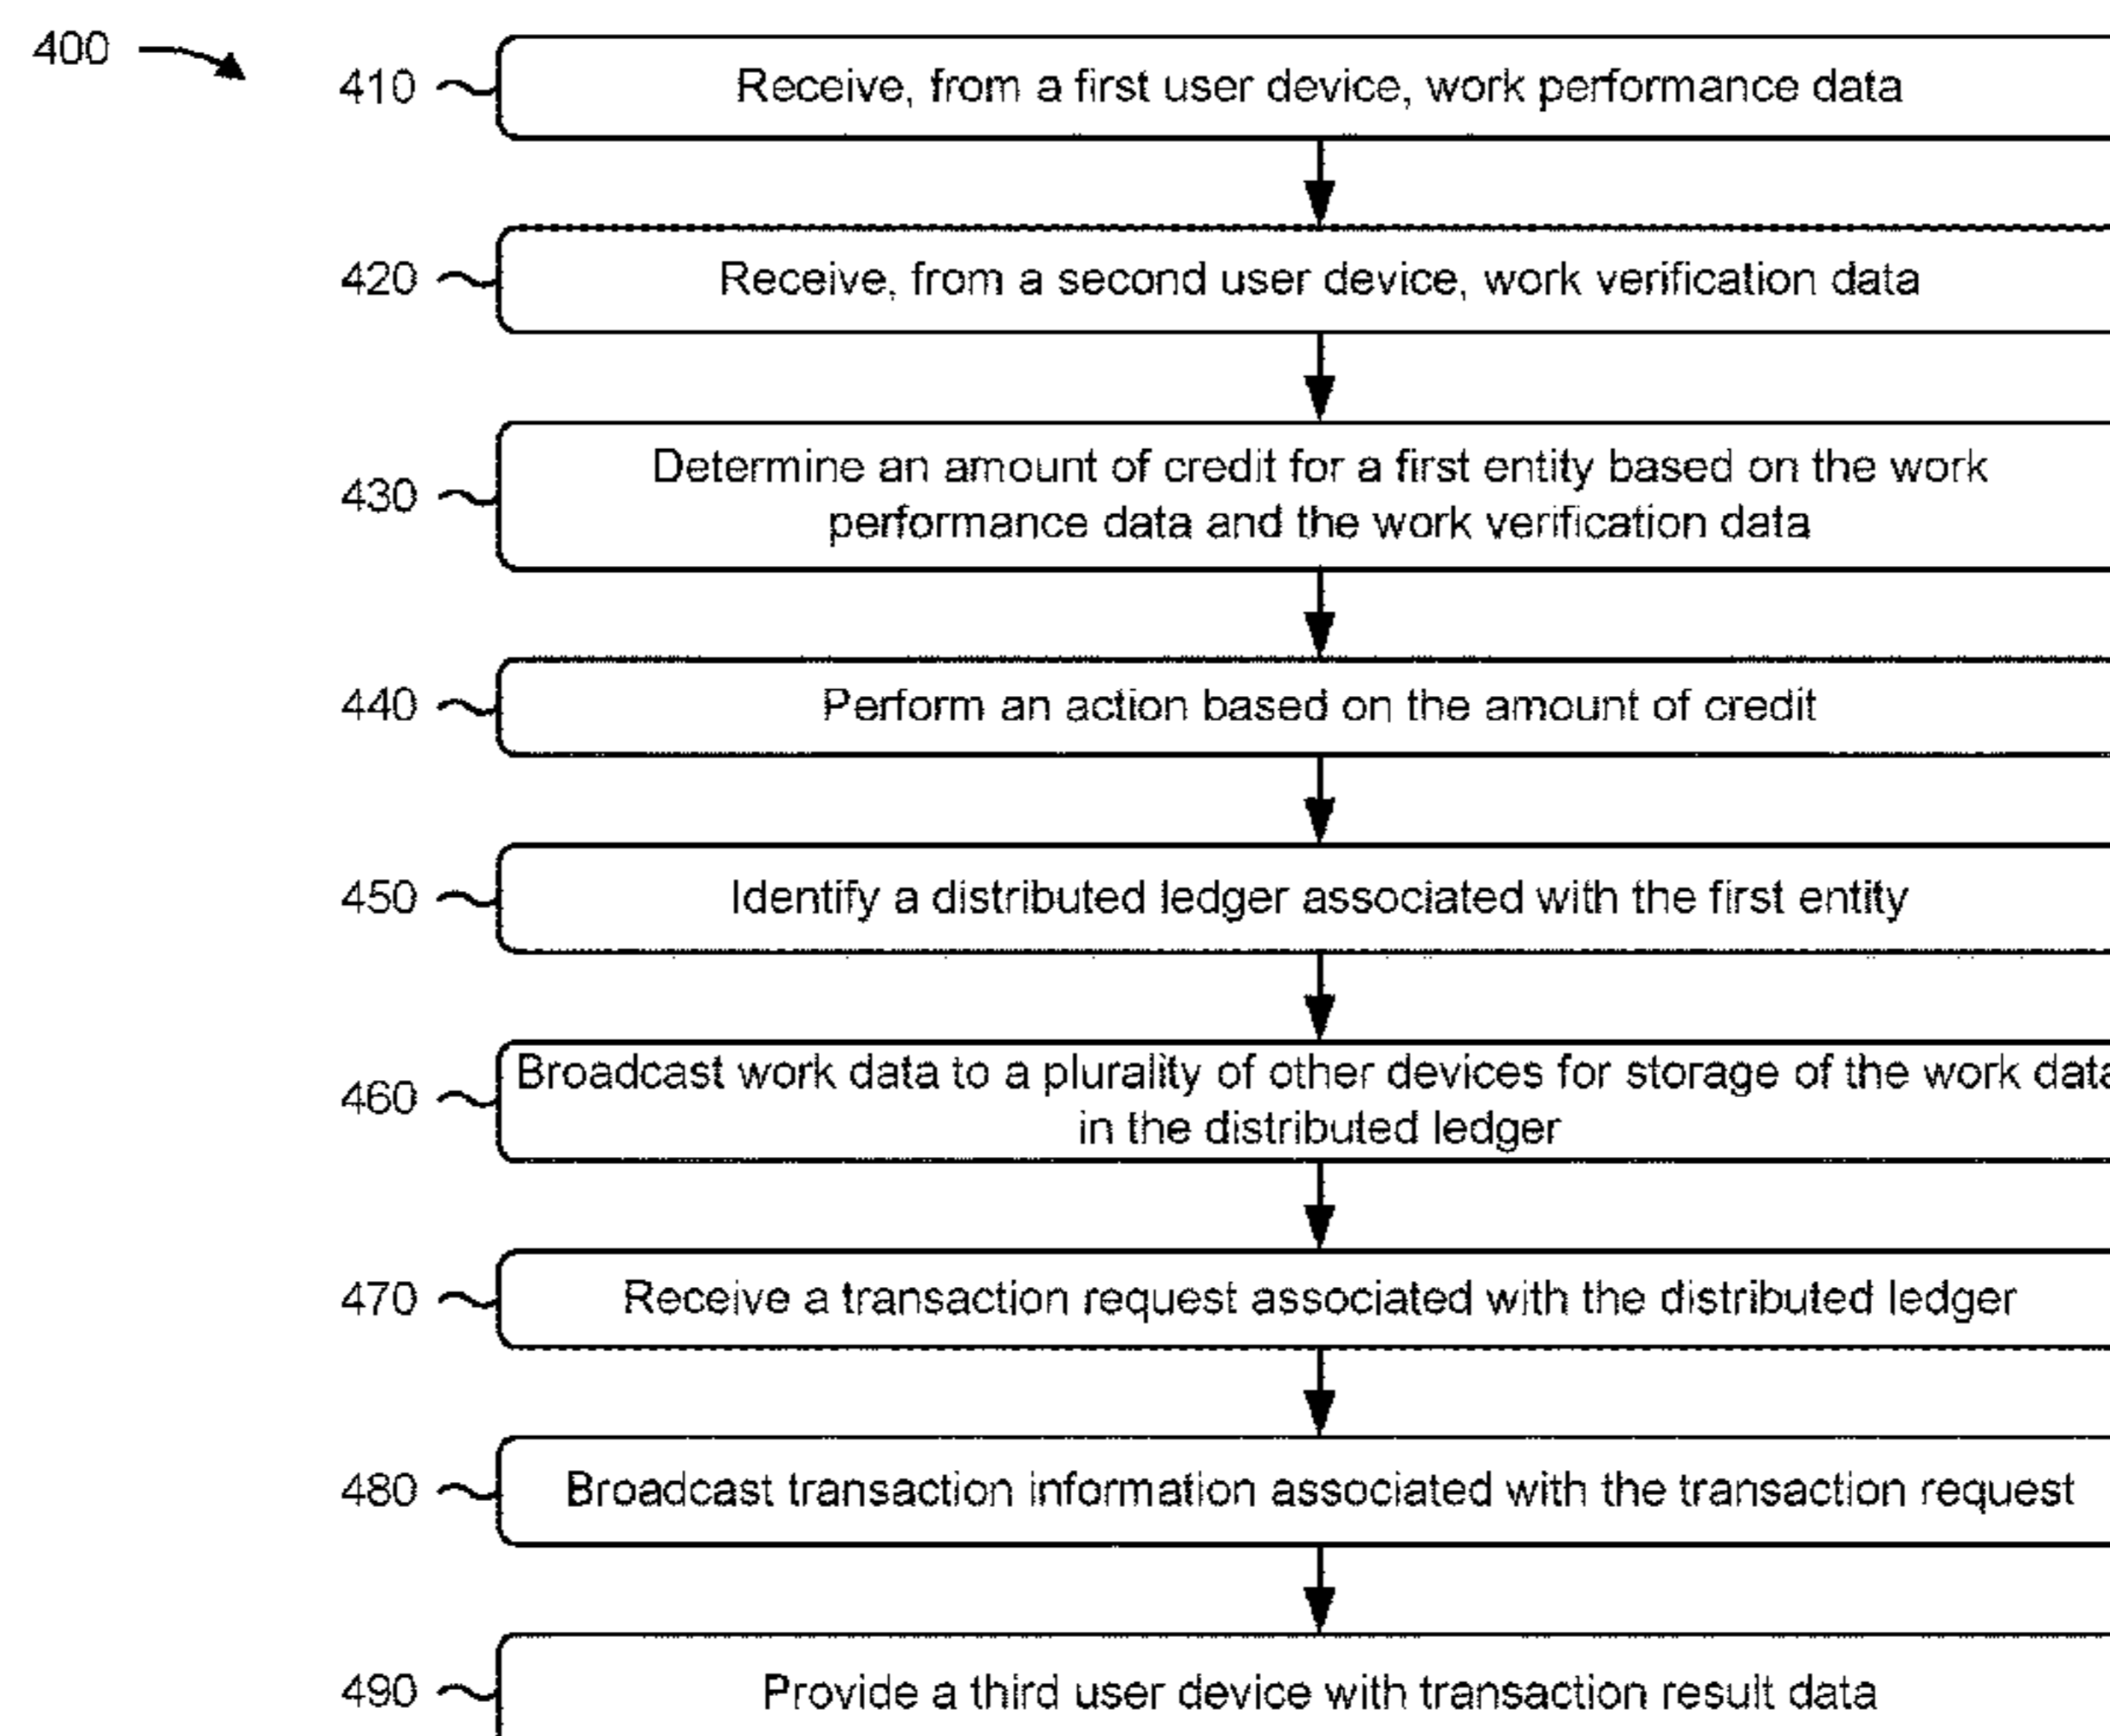 400
410 Receive, from a first user device, work performance data
420 Receive, from a second user device, work verification data
Determine an amount of credit for a first entity based on the work
430
performance data and the work verification data
440 Perform an action based on the amount of credit
450 Identify a distributed ledger associated with the first entity
Broadcast work data to a plurality of other devices for storage of the work data
460
in the distributed ledger
470 Receive a transaction request associated with the distributed ledger
480 Broadcast transaction information associated with the transaction request
490 Provide a third user device with transaction result data